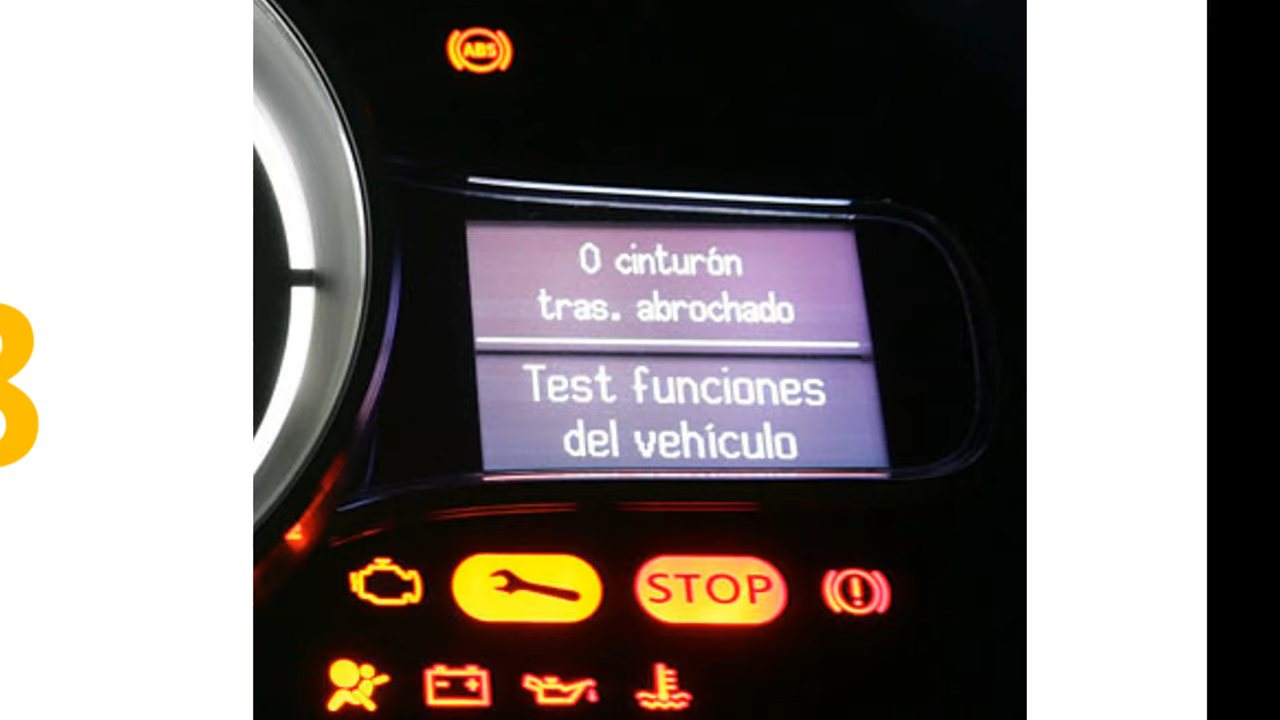 ABS
0 cinturón
tras. abrochado
Test funciones
del vehículo
STOP